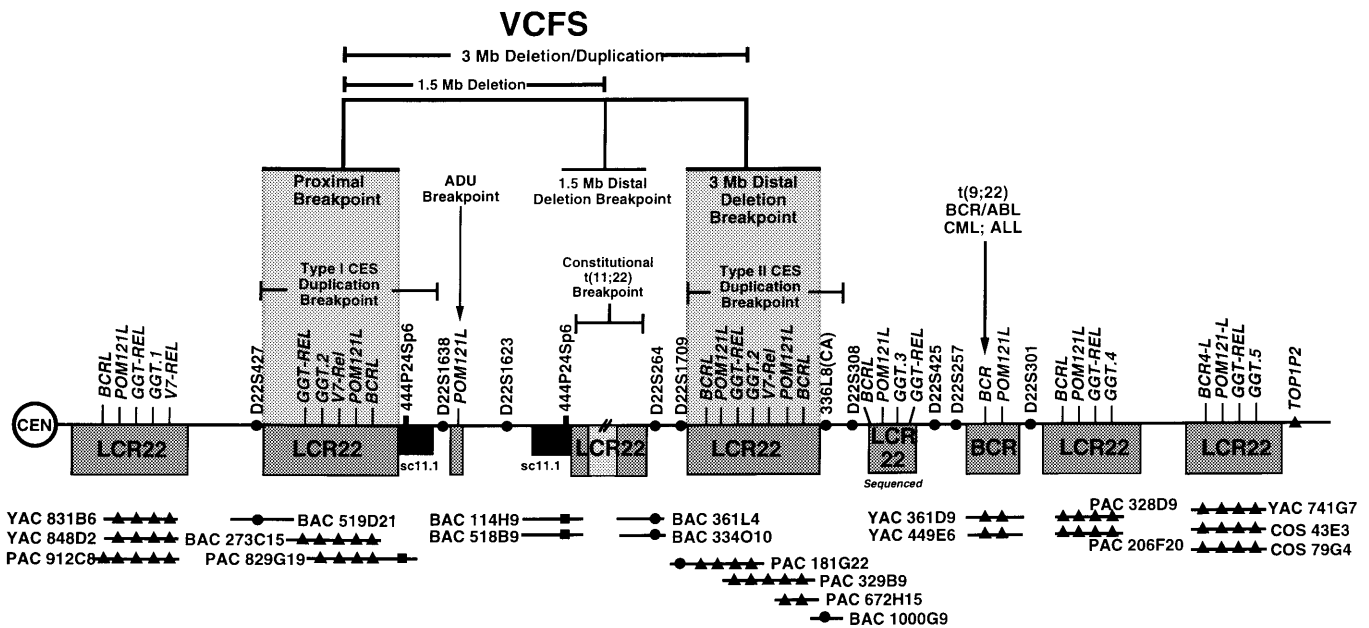 VCFS
3 Mb Deletion/Duplication
1.5 Mb Deletion
Proximal
Breakpoint
ADU
Breakpoint
1.5 Mb Distal
Deletion Breakpoint
3 Mb Distal
Deletion
Breakpoint
t(9;22)
BCR/ABL
CML; ALL
Type I CES
Duplication
Breakpoint
Constitutional
t(11;22)
Breakpoint
Type II CES
Duplication
Breakpoint
BCRL
POM121L
GGT-REL
GGT.1
V7-REL
D22S427
GGT-REL
GGT.2
V7-Rel
POM121L
BCRL
444P24Sp6
D22S1638
POM121L
D22S1623
444P24Sp6
D22S264
D22S1709
BCRL
POM121L
GGT-REL
GGT.2
V7-Rel
POM121L
BCRL
336L8(CA)
D22S308
BCRL
POM121L
GGT.3
GGT-REL
D22S425
D22S257
BCR
POM121L
D22S301
BCRL
POM121L
GGT-REL
GGT.4
BCR4-L
POM121-L
GGT-REL
GGT.5
TOP1P2
CEN
LCR22
LCR22
sc11.1
sc11.1
LCR22
LCR22
LCR
22
Sequenced
BCR
LCR22
LCR22
YAC 831B6
YAC 848D2
PAC 912C8
BAC 519D21
BAC 273C15
PAC 829G19
BAC 114H9
BAC 518B9
BAC 361L4
BAC 334O10
PAC 181G22
PAC 329B9
PAC 672H15
BAC 1000G9
YAC 361D9
YAC 449E6
PAC 328D9
PAC 206F20
YAC 741G7
COS 43E3
COS 79G4